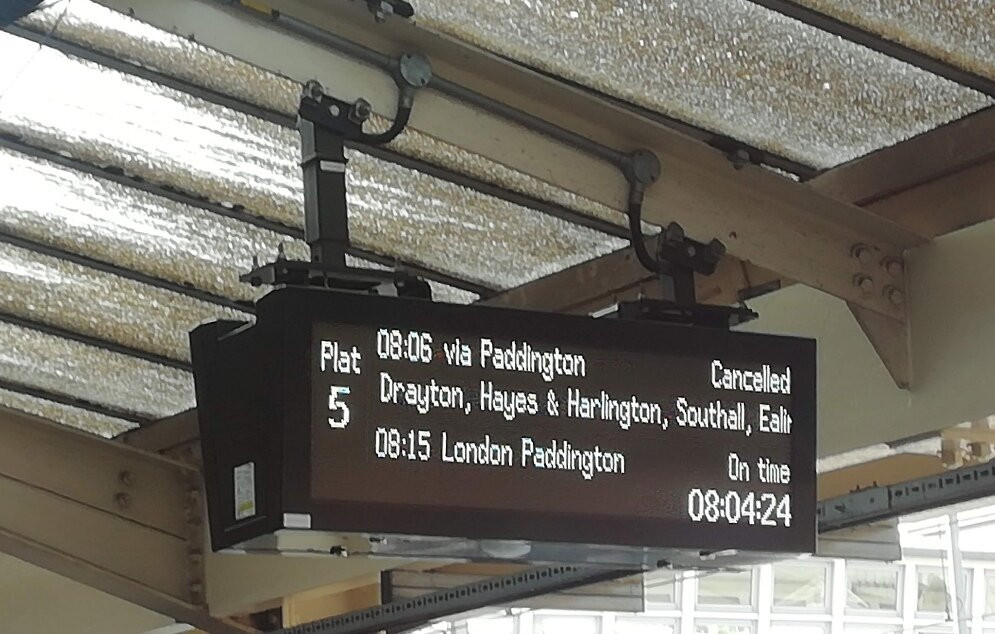 Plat
5
08:06 via Paddington Cancelled
Drayton, Hayes & Harlington, Southall, Eali
08:15 London Paddington On time
08:04:24